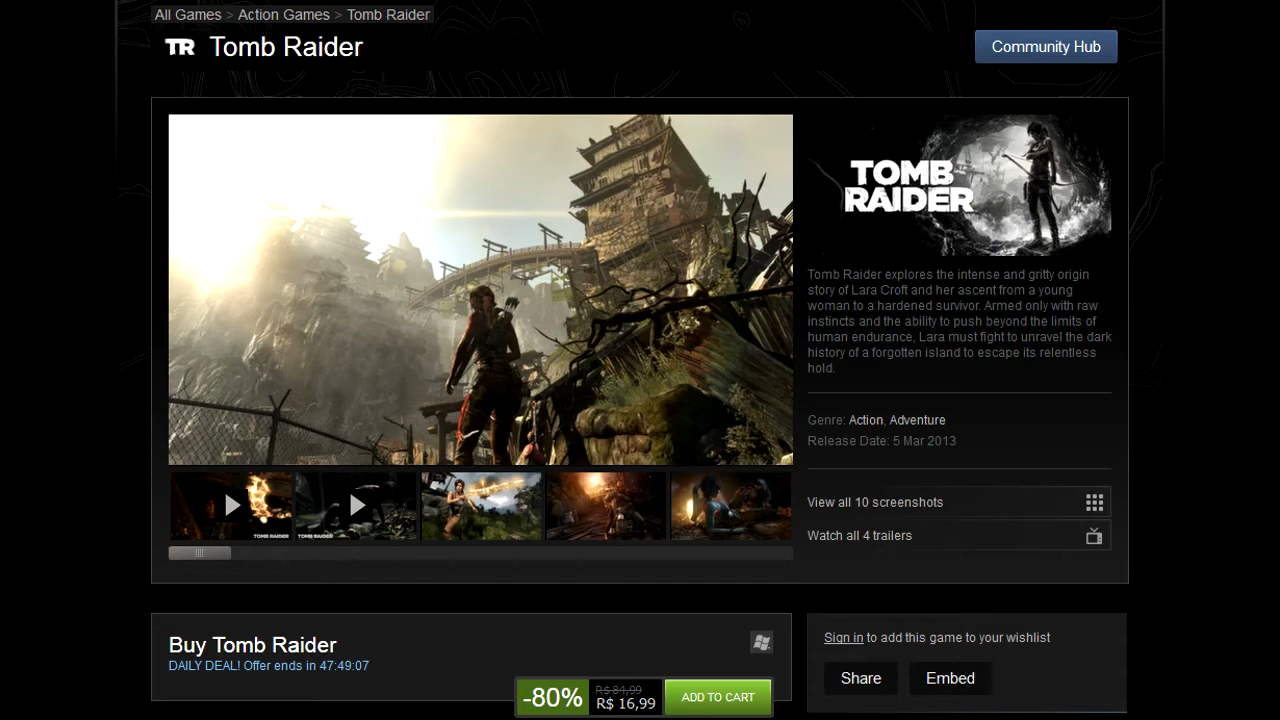 All Games > Action Games > Tomb Raider
TR Tomb Raider
Community Hub
TOMB
RAIDER
Tomb Raider explores the intense and gritty origin
story of Lara Croft and her ascent from a young
woman to a hardened survivor. Armed only with raw
instincts and the ability to push beyond the limits of
human endurance, Lara must fight to unravel the dark
history of a forgotten island to escape its relentless
hold.
Genre: Action, Adventure
Release Date: 5 Mar 2013
View all 10 screenshots
Watch all 4 trailers
TOMB RAIDER
TOMB RAIDER
Buy Tomb Raider
DAILY DEAL! Offer ends in 47:49:07
-80%
R$ 84,99
R$ 16,99
ADD TO CART
Sign in to add this game to your wishlist
Share
Embed